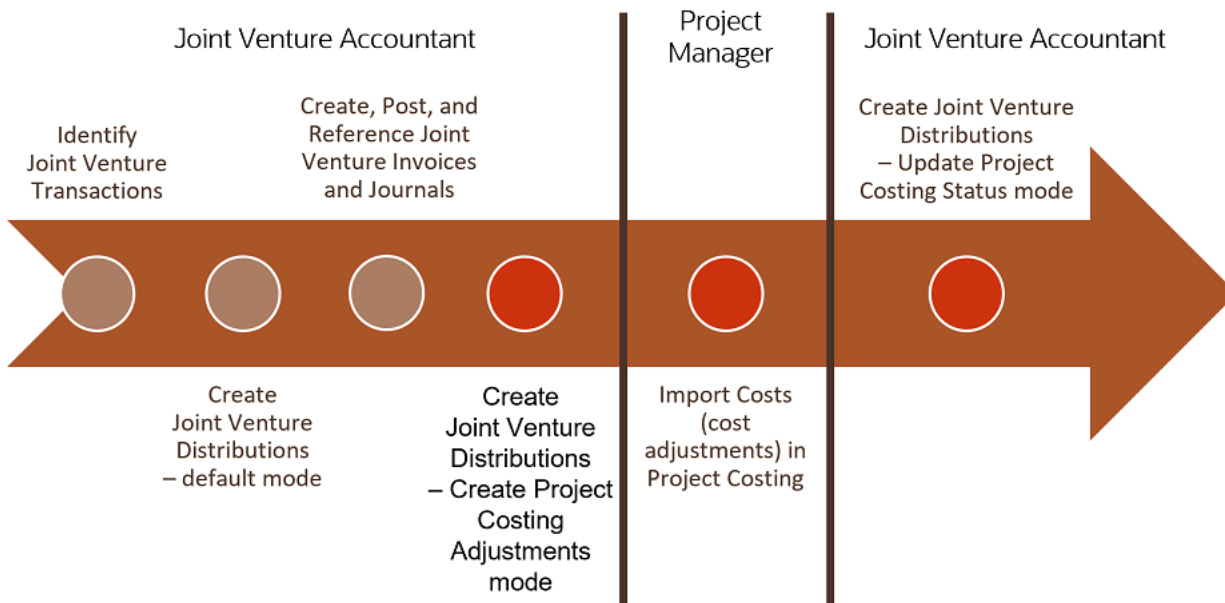 Joint Venture Accountant
Project
Manager
Joint Venture Accountant
Identify
Joint Venture
Transactions
Create, Post, and
Reference Joint
Venture Invoices
and Journals
Create Joint Venture
Distributions
– Update Project
Costing Status mode
Create
Joint Venture
Distributions
– default mode
Create
Joint Venture
Distributions
– Create Project
Costing
Adjustments
mode
Import Costs
(cost
adjustments) in
Project Costing